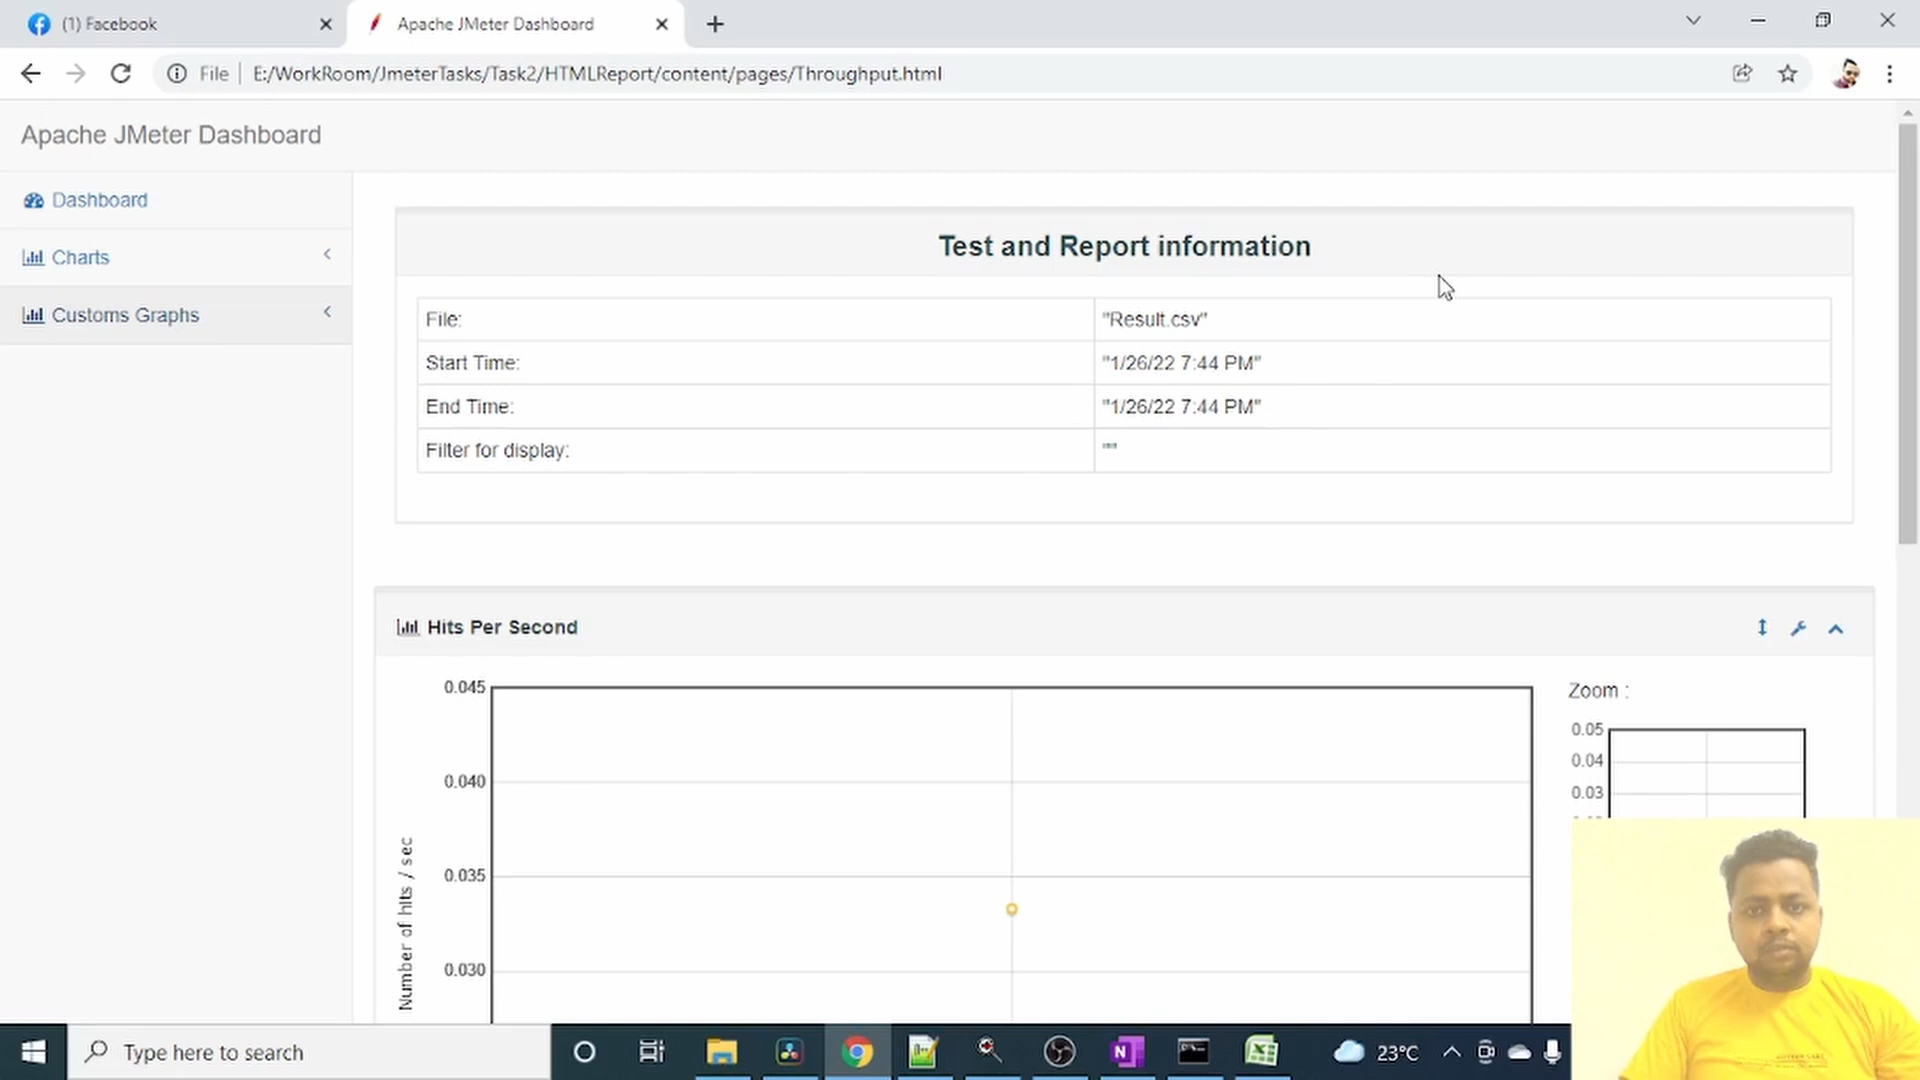 (1) Facebook
Apache JMeter Dashboard
File
E:/WorkRoom/JmeterTasks/Task2/HTMLReport/content/pages/Throughput.html
Apache JMeter Dashboard
Dashboard
Charts
Customs Graphs
Test and Report information
File: "Result.csv"
Start Time: "1/26/22 7:44 PM"
End Time: "1/26/22 7:44 PM"
Filter for display: ""
Hits Per Second
Zoom :
0.045
0.040
0.035
0.030
Number of hits / sec
0.05
0.04
0.03
Type here to search
23°C